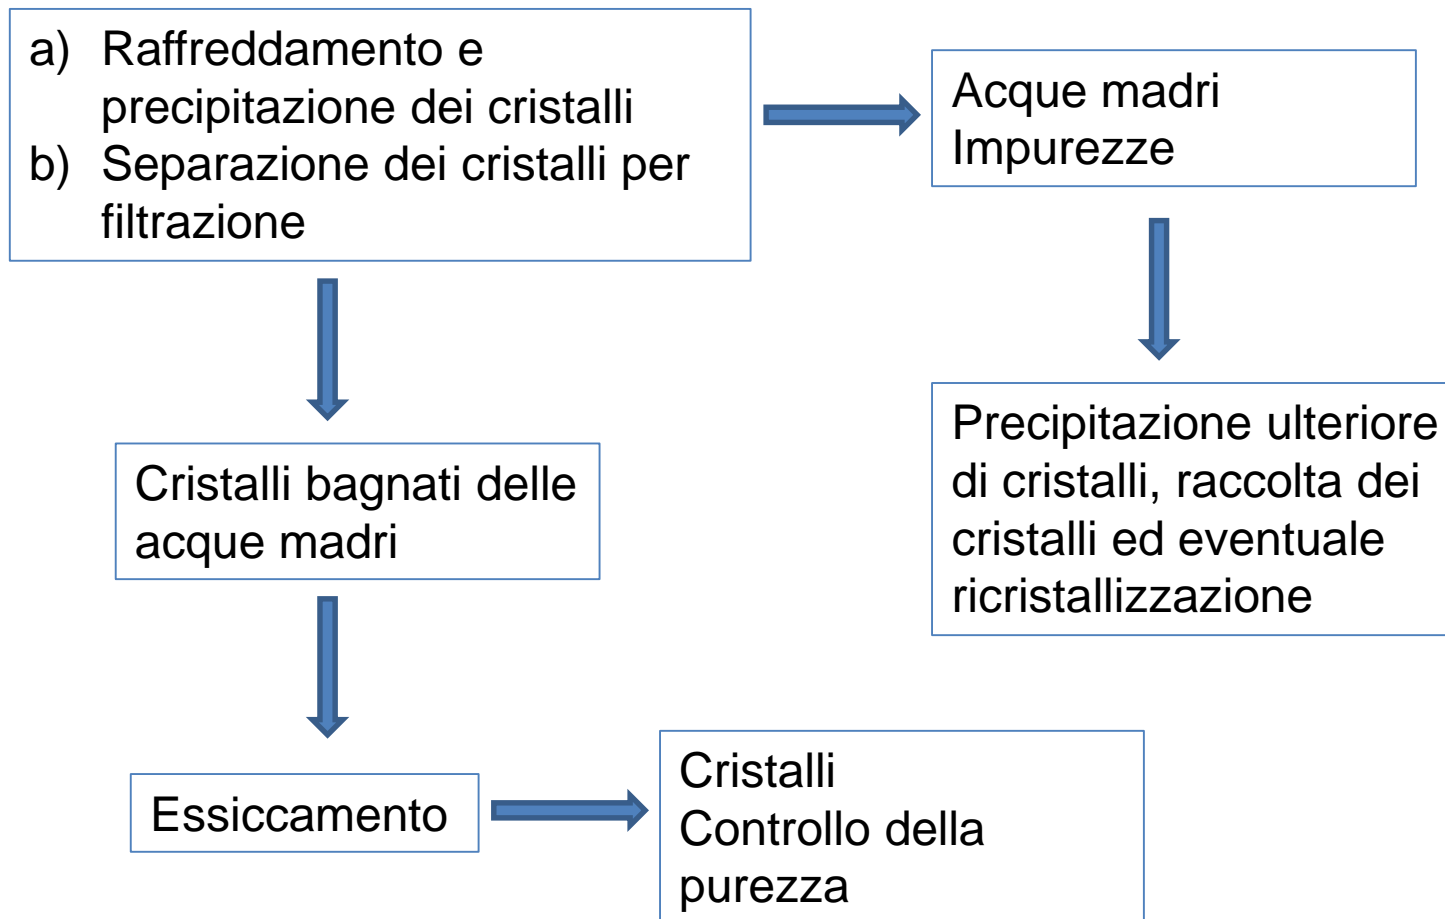 a) Raffreddamento e
precipitazione dei cristalli
b) Separazione dei cristalli per
filtrazione
Acque madri
Impurezze
Cristalli bagnati delle
acque madri
Precipitazione ulteriore
di cristalli, raccolta dei
cristalli ed eventuale
ricristallizzazione
Essiccamento
Cristalli
Controllo della
purezza